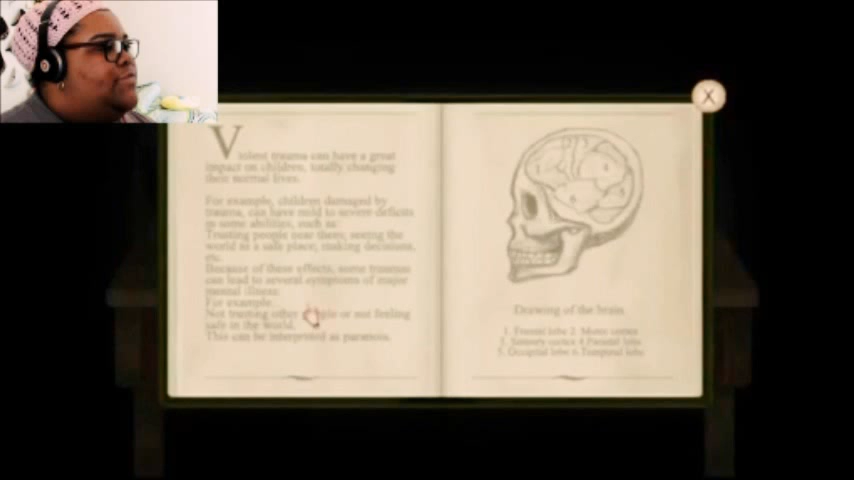 Violent trauma can have a great
impact on children, totally changing
their normal lives.
For example, children damaged by
trauma, can have mild to severe deficits
in some abilities, such as:
Trusting people near them; seeing the
world as a safe place; making decisions,
etc.
Because of these effects, some traumas
can lead to several symptoms of major
mental illness.
For example:
Not trusting other people or not feeling
safe in the world.
This can be interpreted as paranoia.
Drawing of the brain.
1. Frontal lobe 2. Motor cortex
3. Sensory cortex 4. Parietal lobe
5. Occipital lobe 6. Temporal lobe